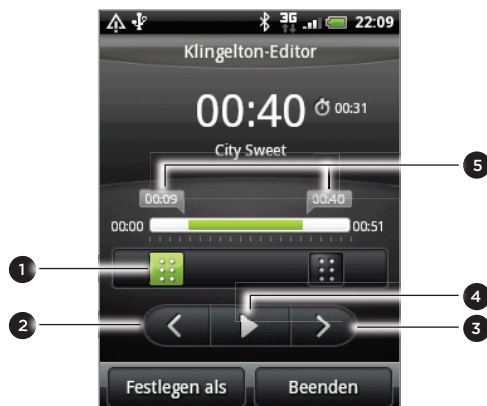 3G 22:09
Klingelton-Editor
00:40 00:31
City Sweet
5
00:09 00:40
00:00 00:51
1
4
2 3
Festlegen als Beenden